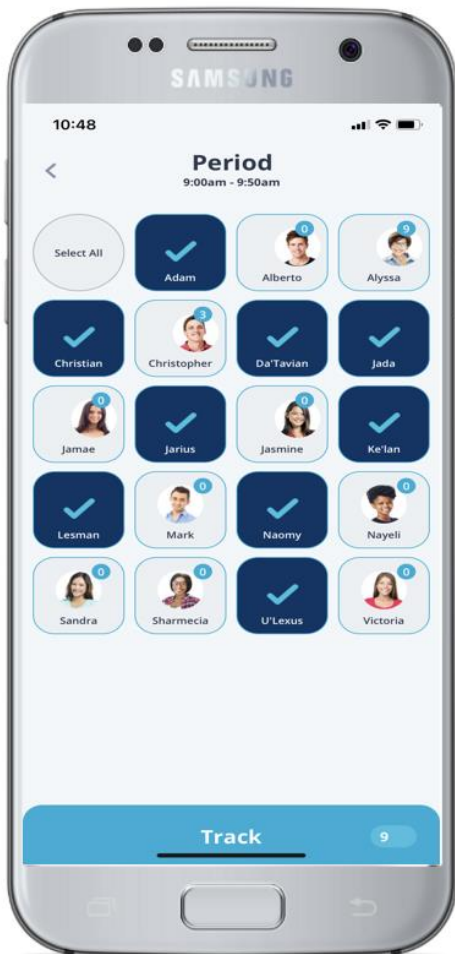 SAMSUNG
10:48
Period
9:00am - 9:50am
Select All
Adam
0
Alberto
9
Alyssa
Christian
3
Christopher
Da'Tavian
Jada
0
Jamae
Jarius
0
Jasmine
Ke'lan
Lesman
0
Mark
Naomy
0
Nayeli
0
Sandra
0
Sharmecia
U'Lexus
0
Victoria
Track 9